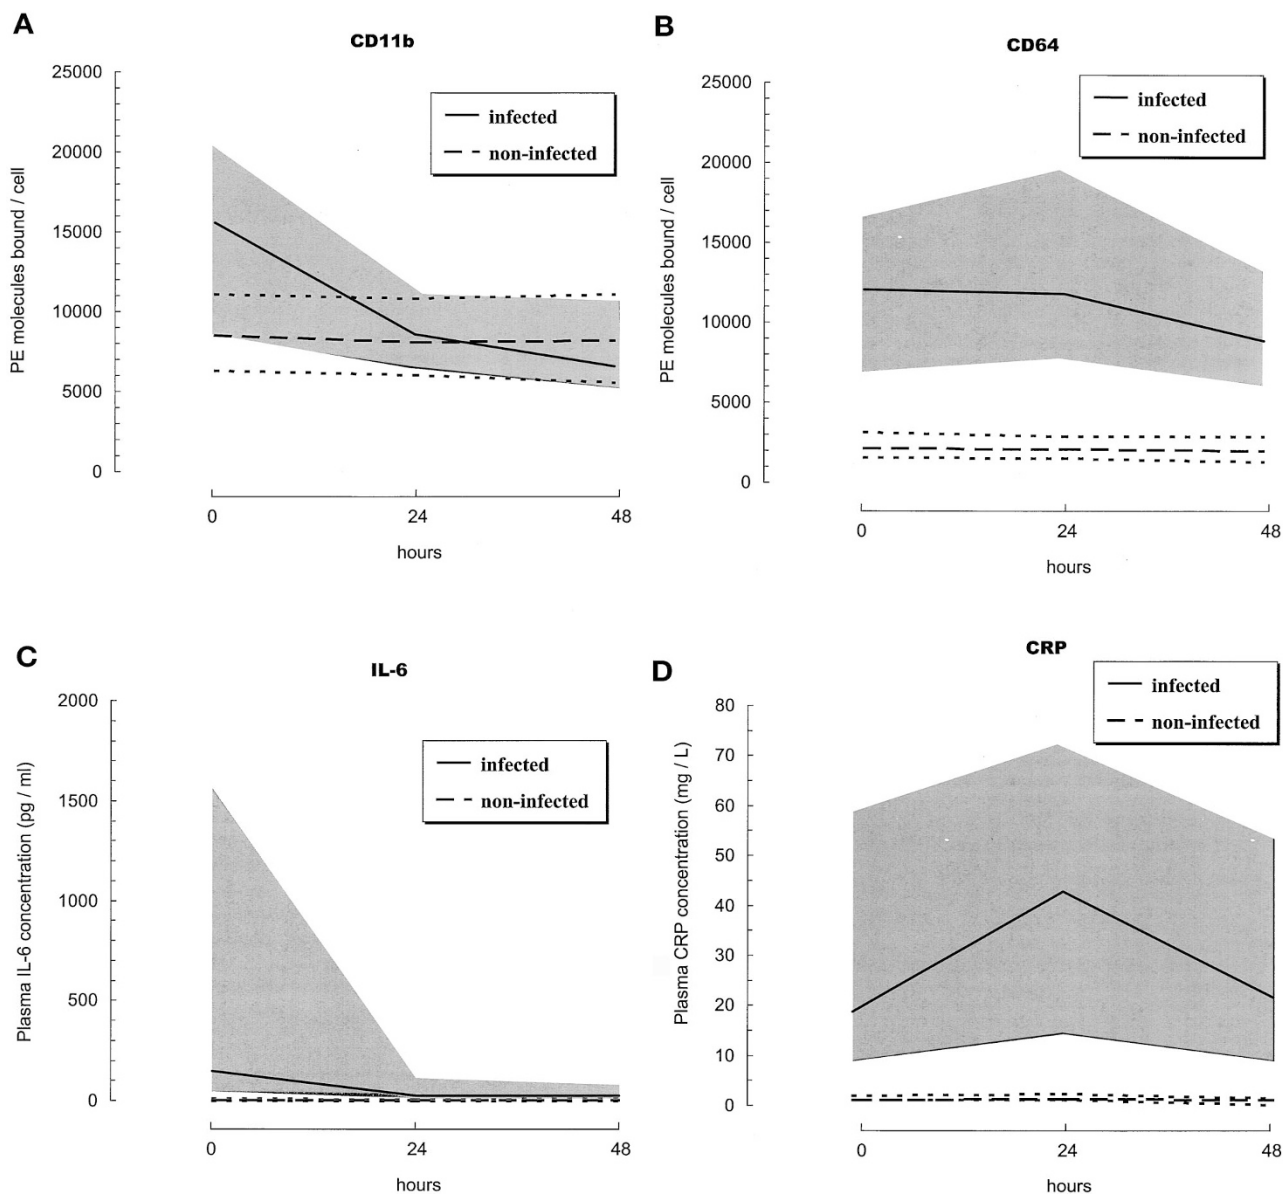 A
CD11b
PE molecules bound / cell
25000
20000
15000
10000
5000
0
infected
non-infected
0 24 48
hours
B
CD64
PE molecules bound / cell
25000
20000
15000
10000
5000
0
infected
non-infected
0 24 48
hours
C
IL-6
Plasma IL-6 concentration (pg / ml)
2000
1500
1000
500
0
infected
non-infected
0 24 48
hours
D
CRP
Plasma CRP concentration (mg / L)
80
70
60
50
40
30
20
10
0
infected
non-infected
0 24 48
hours